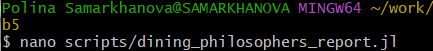 Polina Samarkhanova@SAMARKHANOVA MINGW64 ~/work/
b5
$ nano scripts/dining_philosophers_report.jl